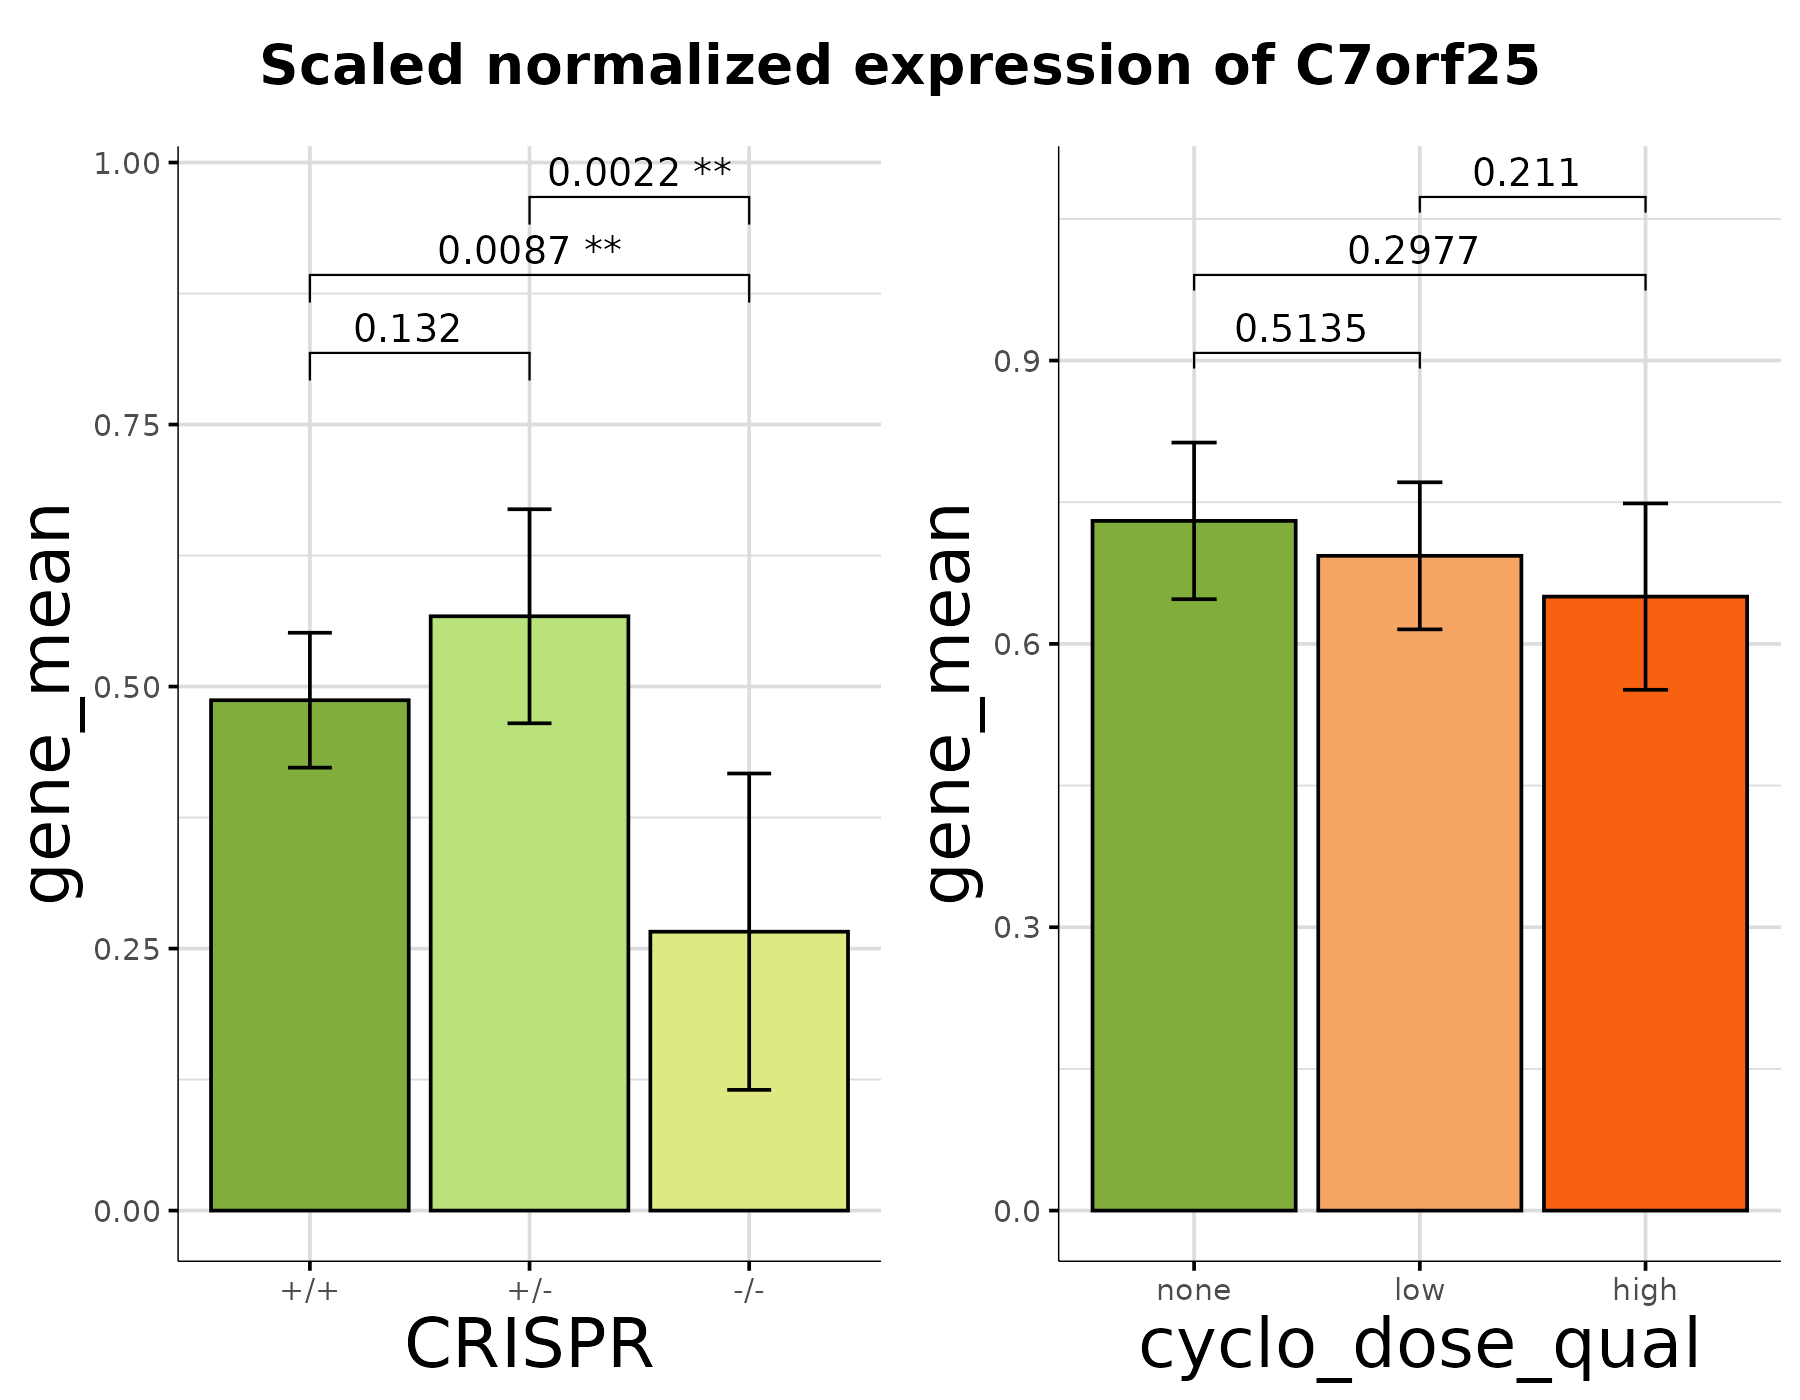 Scaled normalized expression of C7orf25
gene_mean
1.00
0.75
0.50
0.25
0.00
0.0022 **
0.0087 **
0.132
+/+
+/-
-/-
CRISPR
gene_mean
0.9
0.6
0.3
0.0
0.211
0.2977
0.5135
none
low
high
cyclo_dose_qual